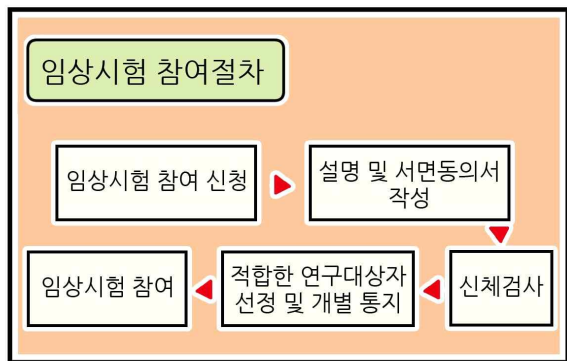 임상시험 참여절차
임상시험 참여 신청
설명 및 서면동의서
작성
신체검사
적합한 연구대상자
선정 및 개별 통지
임상시험 참여